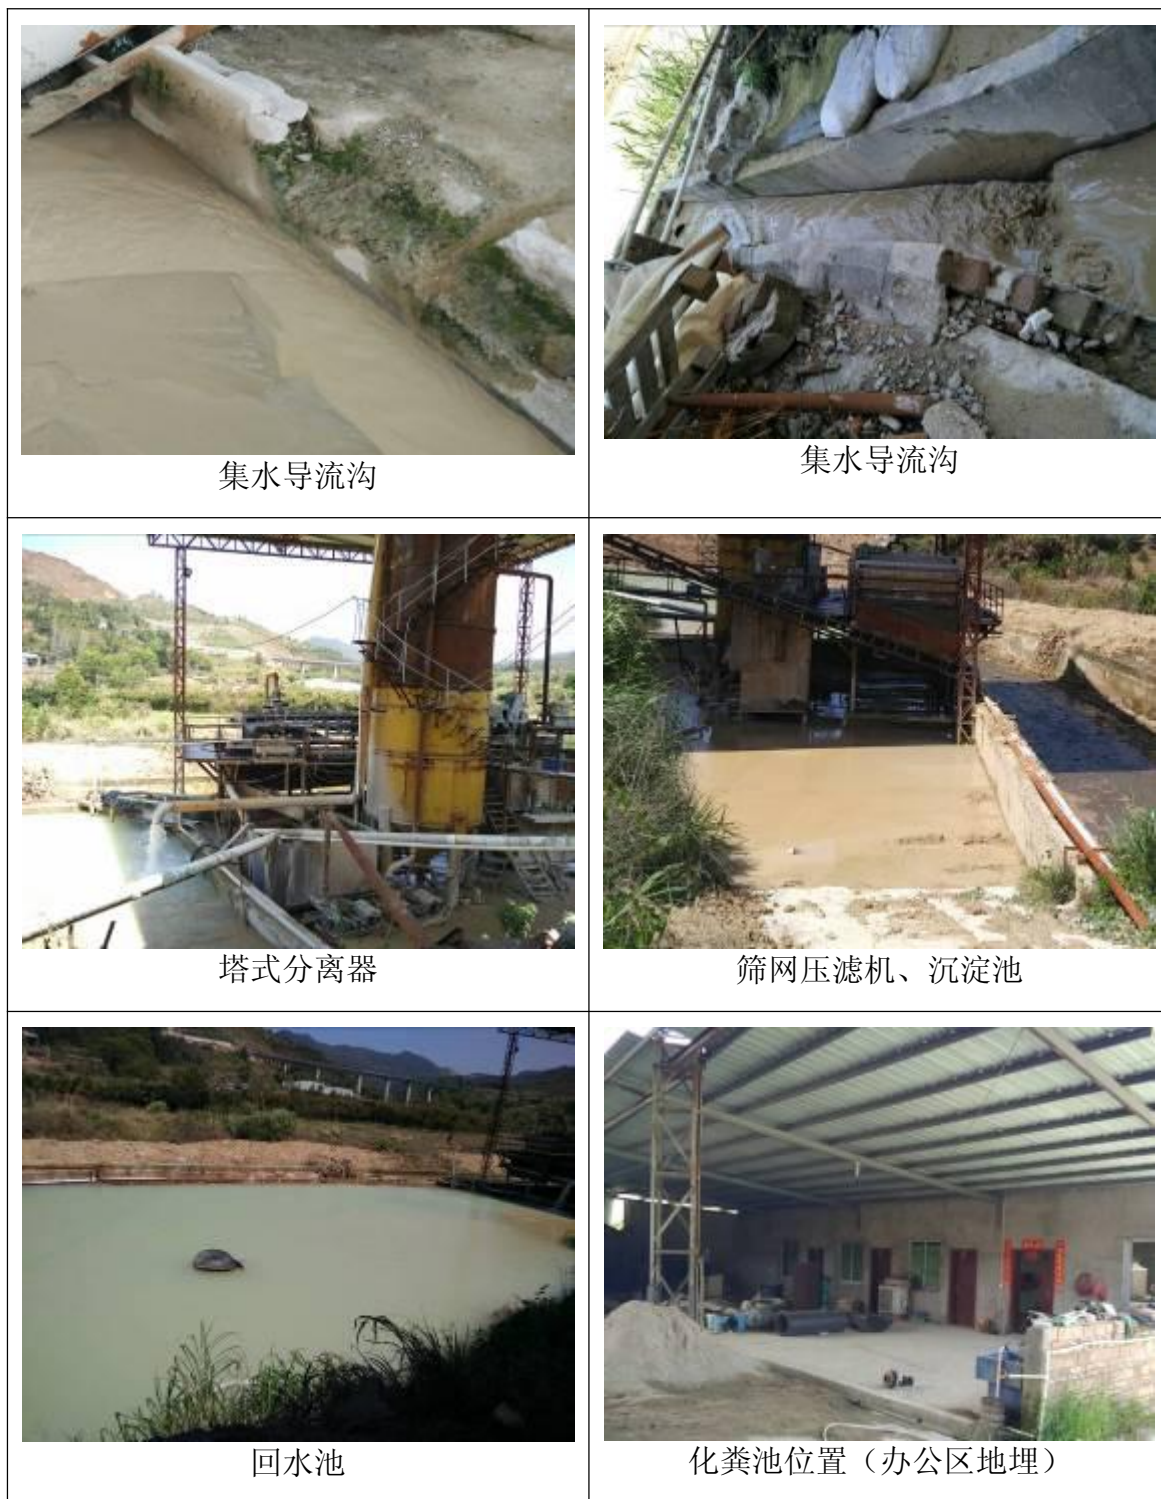 集水导流沟
集水导流沟
塔式分离器
筛网压滤机、沉淀池
回水池
化粪池位置（办公区地埋）